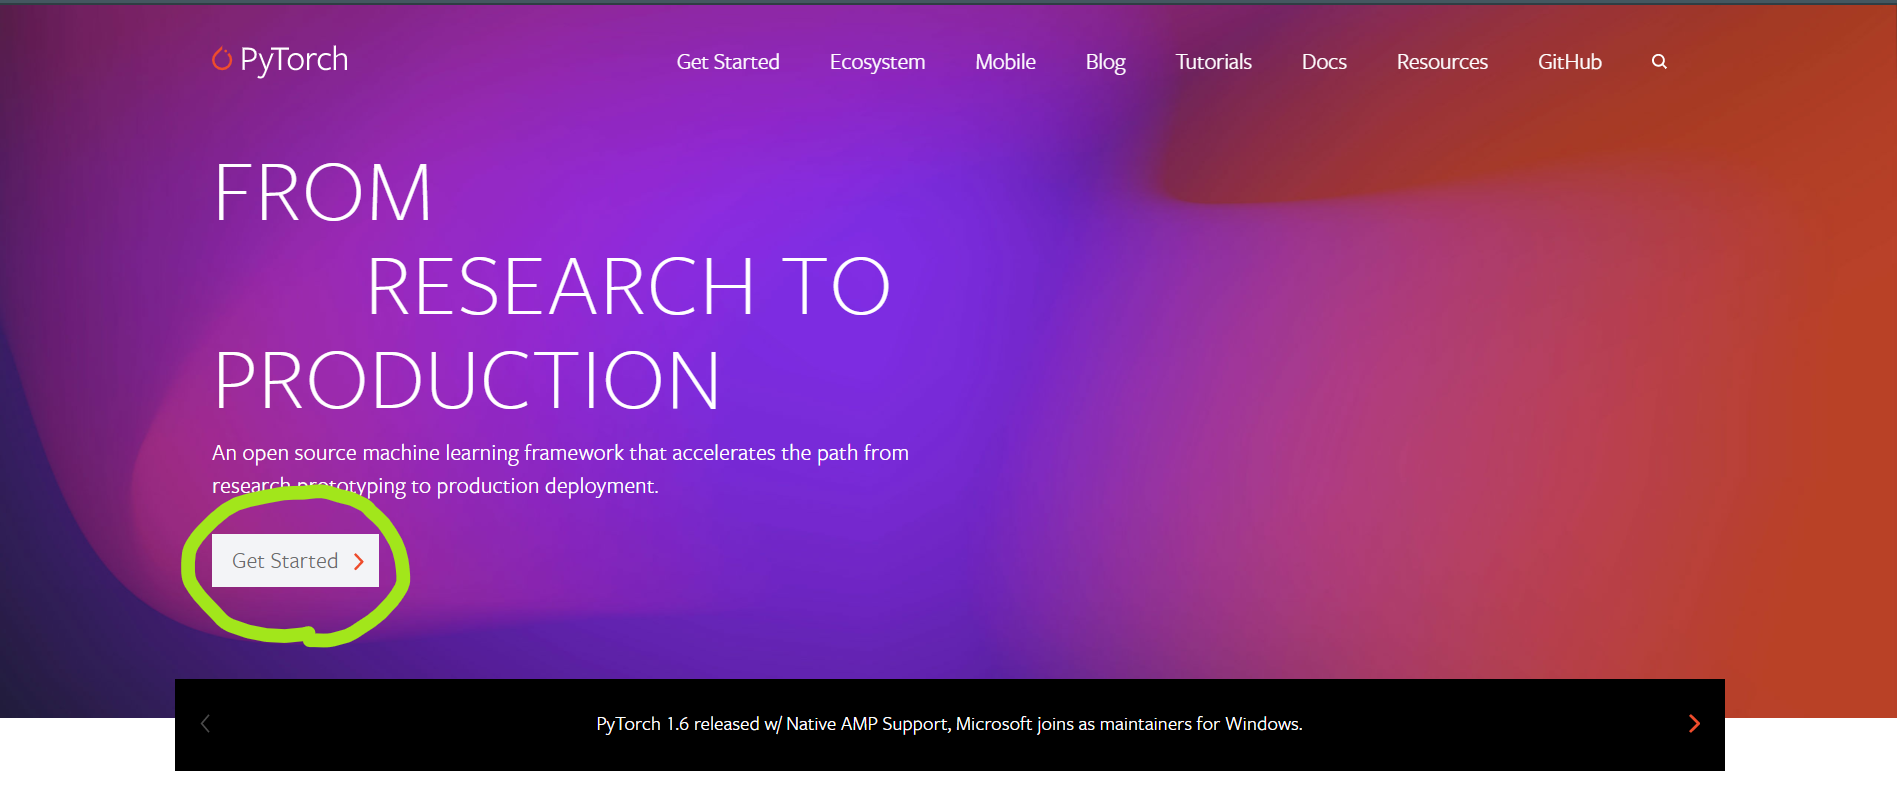 PyTorch
Get Started
Ecosystem
Mobile
Blog
Tutorials
Docs
Resources
GitHub
FROM
RESEARCH TO
PRODUCTION
An open source machine learning framework that accelerates the path from
research prototyping to production deployment.
Get Started
PyTorch 1.6 released w/ Native AMP Support, Microsoft joins as maintainers for Windows.